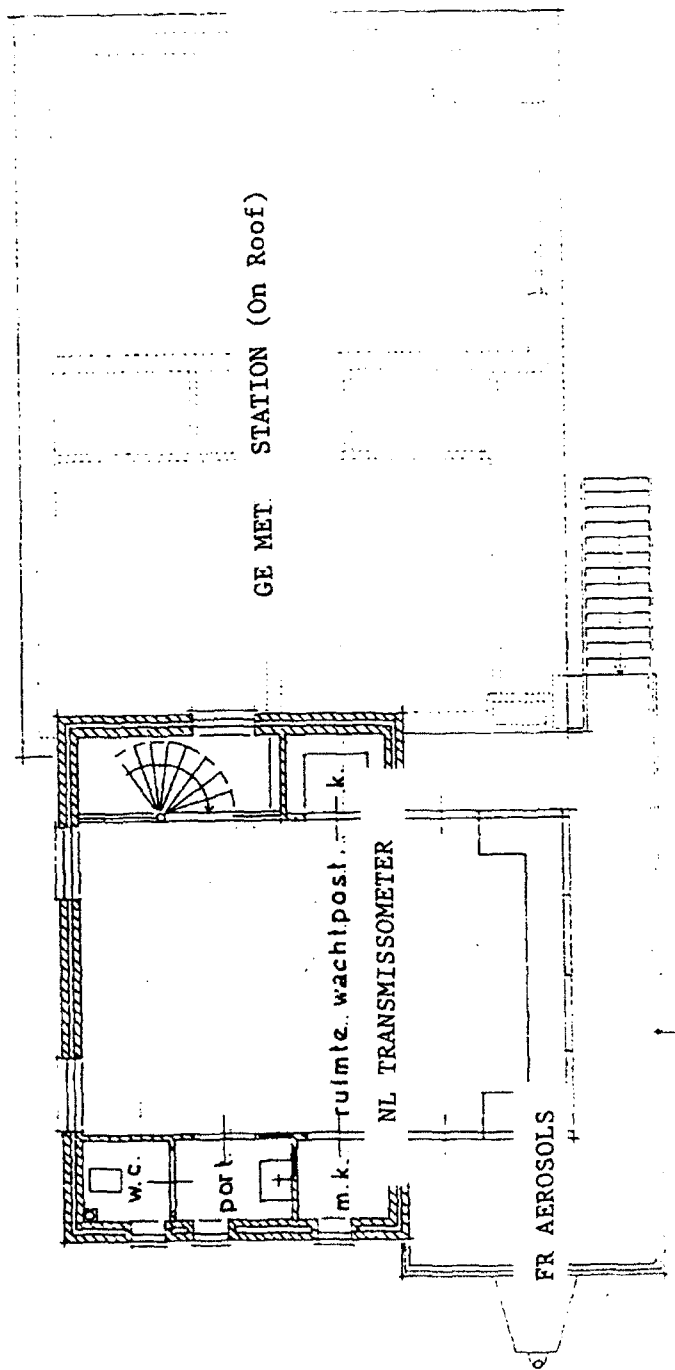 GE MET. STATION (On Roof)
w.c.
port.
m.k. ruimte wachtpost. k.
NL TRANSMISSOMETER
FR AEROSOLS